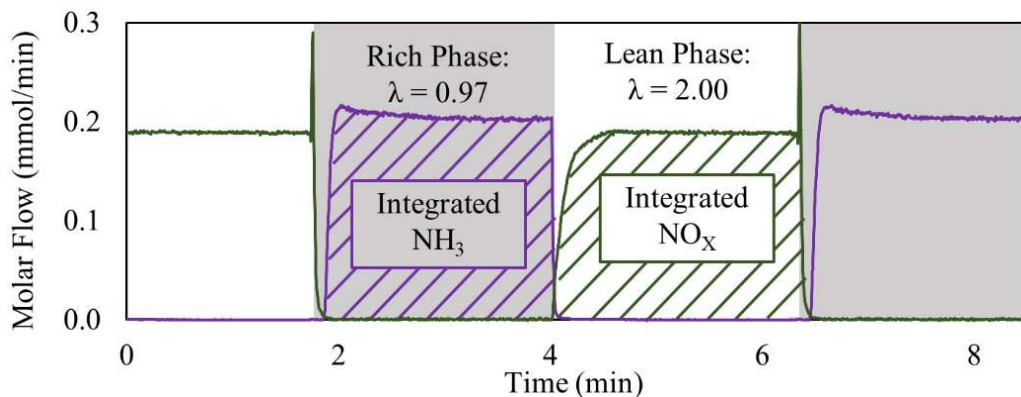 0.3
0.2
0.1
0.0
Molar Flow (mmol/min)
Rich Phase:
λ = 0.97
Lean Phase:
λ = 2.00
Integrated
NH₃
Integrated
NO_X
0 2 4 6 8
Time (min)